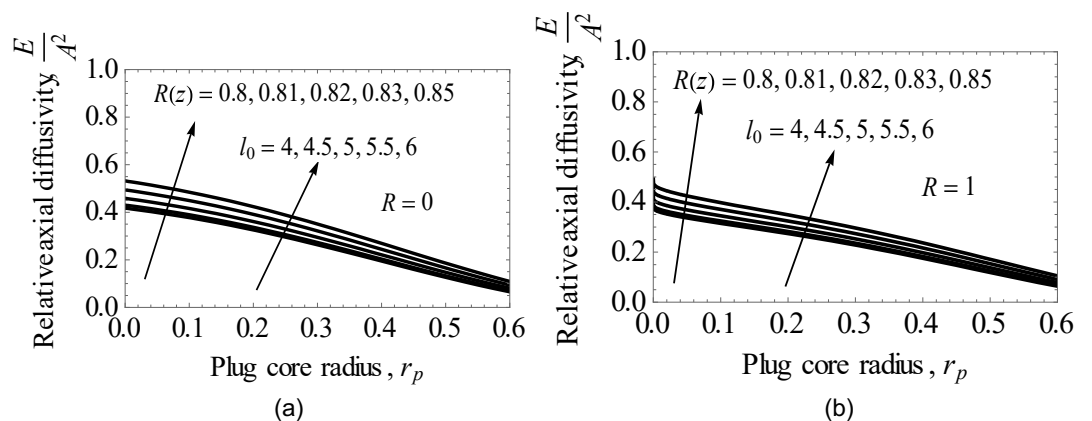 Relativeaxial diffusivity, E/A²
1.0
0.8
0.6
0.4
0.2
0.0
R(z) = 0.8, 0.81, 0.82, 0.83, 0.85
l₀ = 4, 4.5, 5, 5.5, 6
R = 0
0.0 0.1 0.2 0.3 0.4 0.5 0.6
Plug core radius , rₚ
(a)
Relativeaxial diffusivity, E/A²
1.0
0.8
0.6
0.4
0.2
0.0
R(z) = 0.8, 0.81, 0.82, 0.83, 0.85
l₀ = 4, 4.5, 5, 5.5, 6
R = 1
0.0 0.1 0.2 0.3 0.4 0.5 0.6
Plug core radius , rₚ
(b)